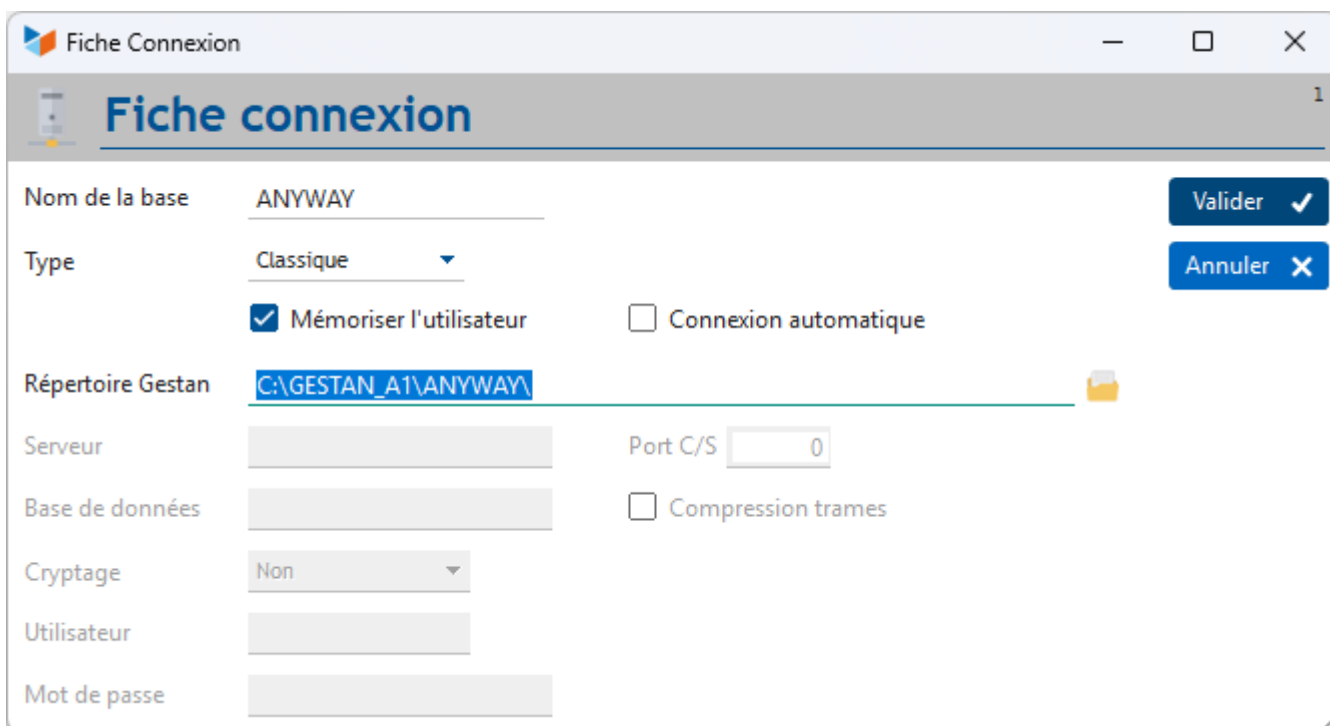 Fiche Connexion
Fiche connexion
1
Nom de la base ANYWAY
Valider
Type Classique
Annuler
Mémoriser l'utilisateur Connexion automatique
Répertoire Gestan C:\GESTAN_A1\ANYWAY\
Serveur Port C/S 0
Base de données Compression trames
Cryptage Non
Utilisateur
Mot de passe